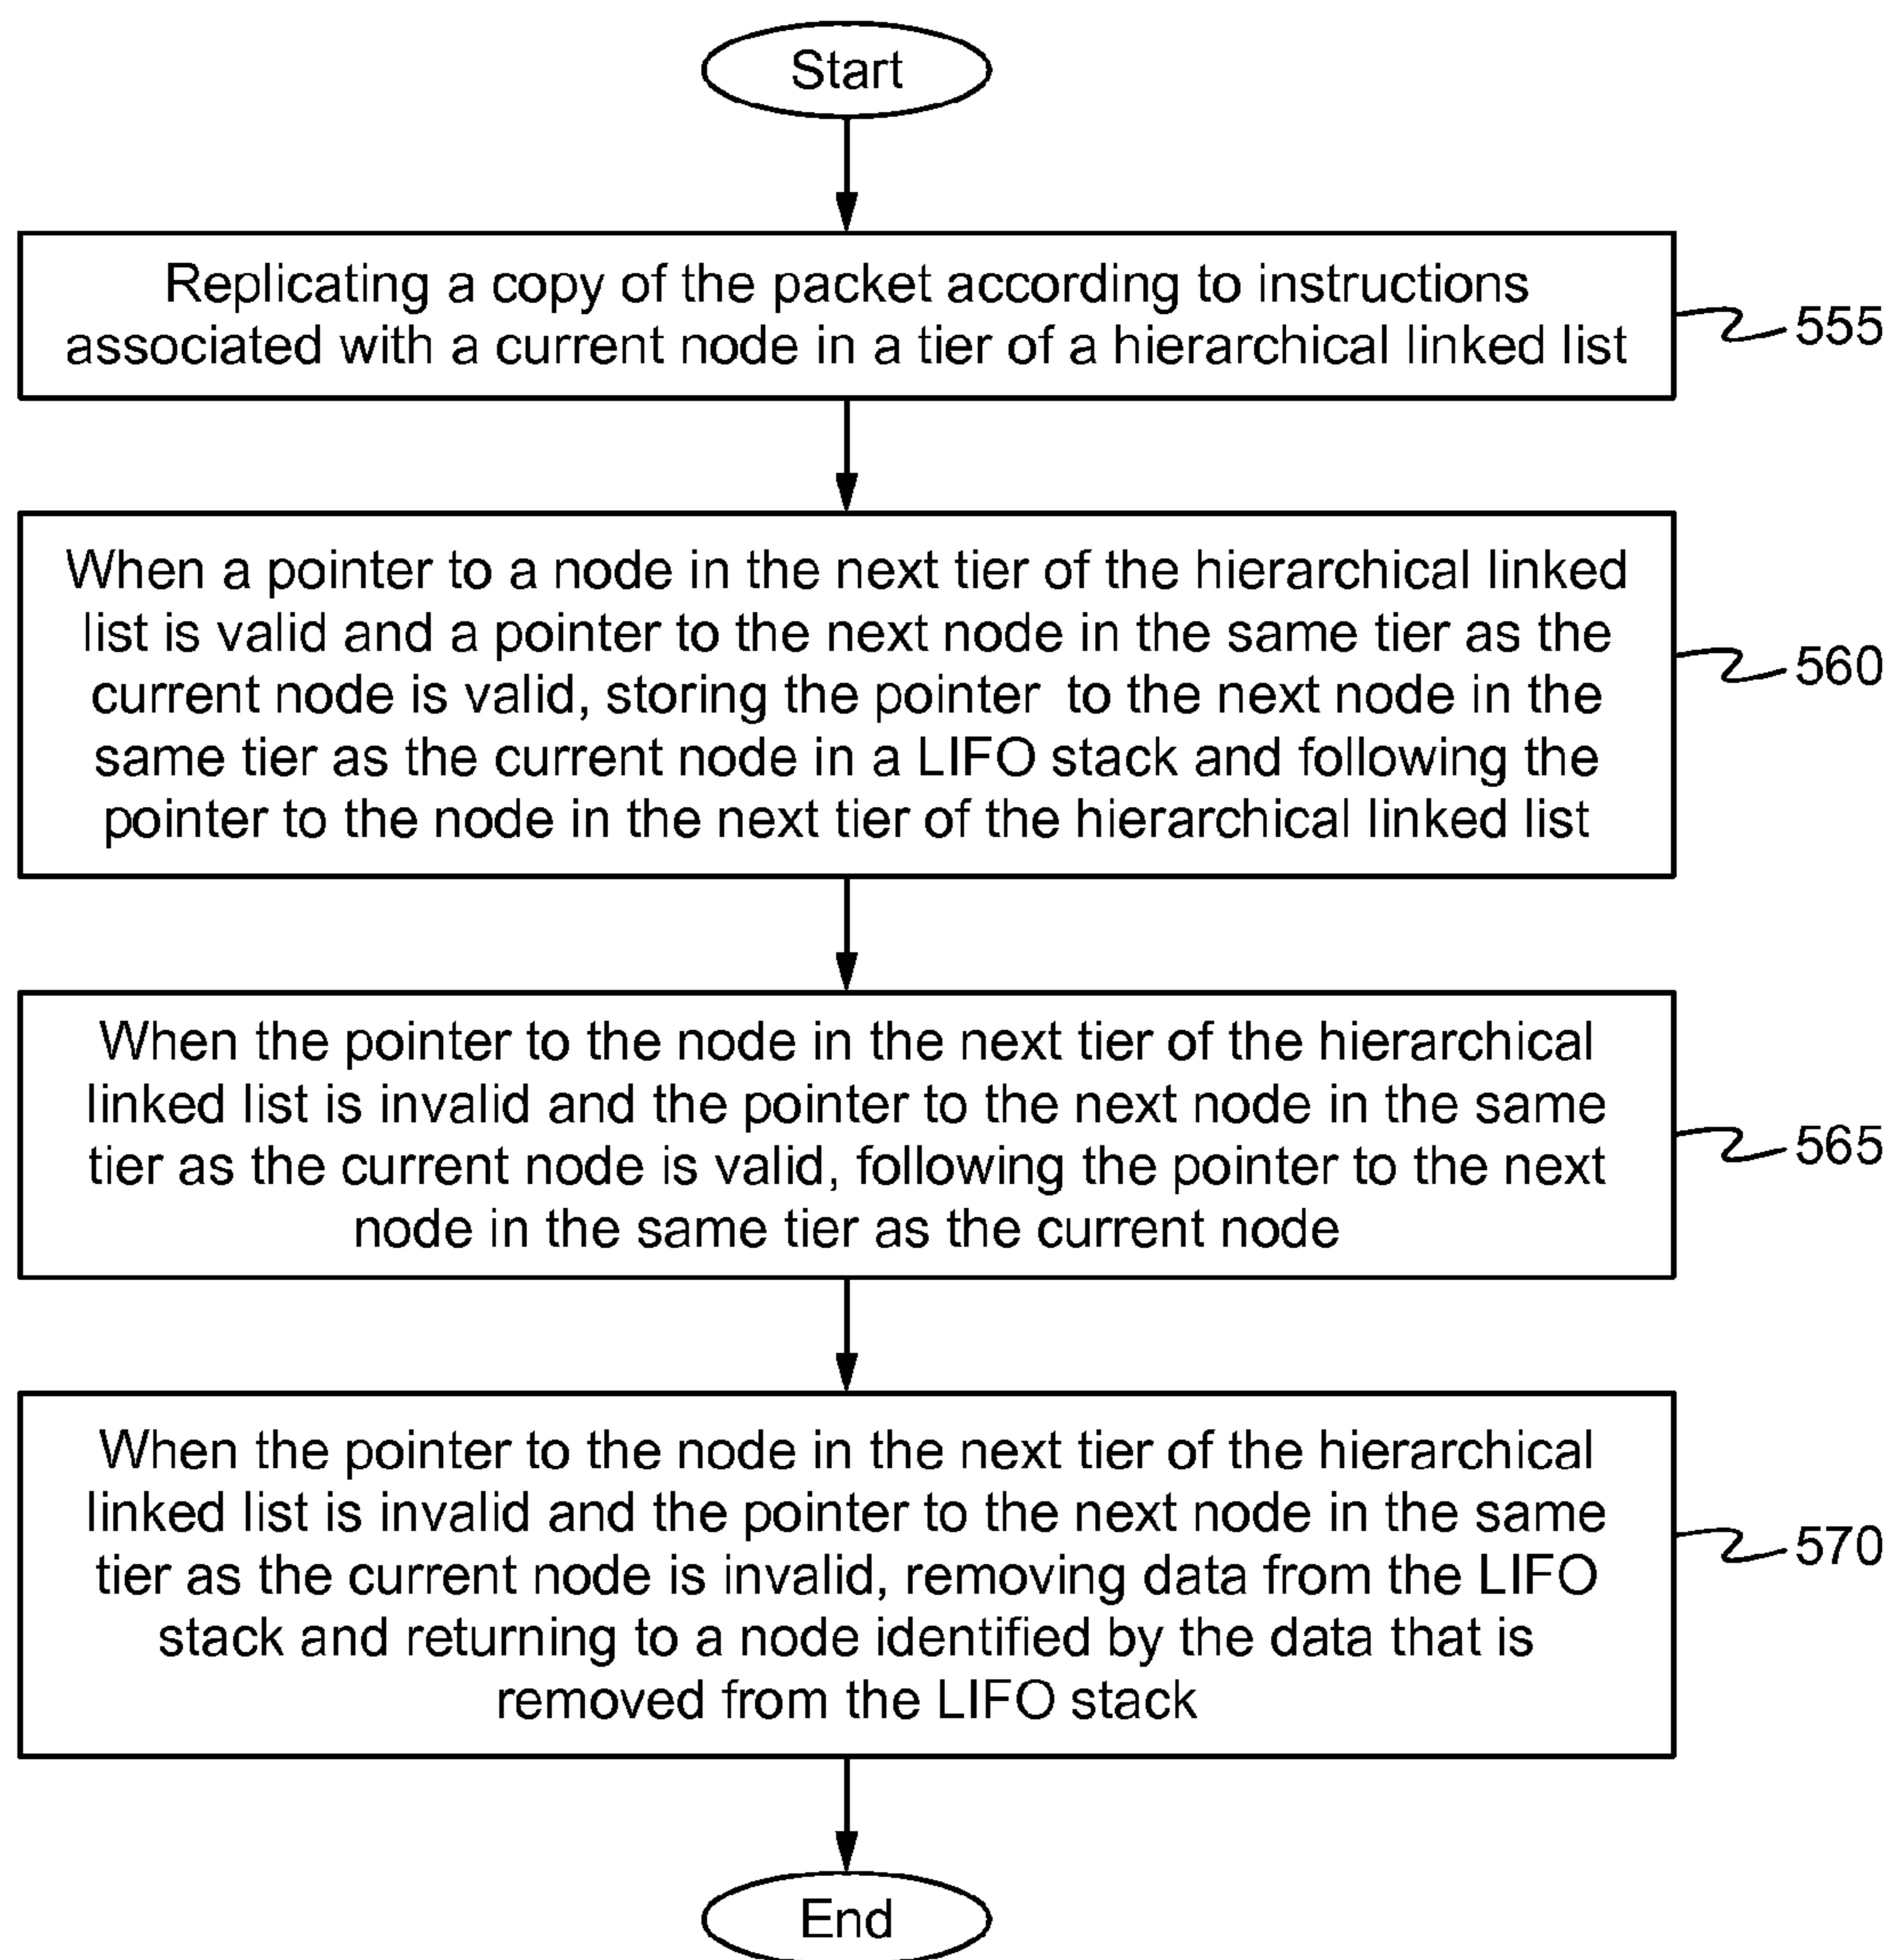 Start
Replicating a copy of the packet according to instructions
associated with a current node in a tier of a hierarchical linked list
555
When a pointer to a node in the next tier of the hierarchical linked
list is valid and a pointer to the next node in the same tier as the
current node is valid, storing the pointer to the next node in the
same tier as the current node in a LIFO stack and following the
pointer to the node in the next tier of the hierarchical linked list
560
When the pointer to the node in the next tier of the hierarchical
linked list is invalid and the pointer to the next node in the same
tier as the current node is valid, following the pointer to the next
node in the same tier as the current node
565
When the pointer to the node in the next tier of the hierarchical
linked list is invalid and the pointer to the next node in the same
tier as the current node is invalid, removing data from the LIFO
stack and returning to a node identified by the data that is
removed from the LIFO stack
570
End